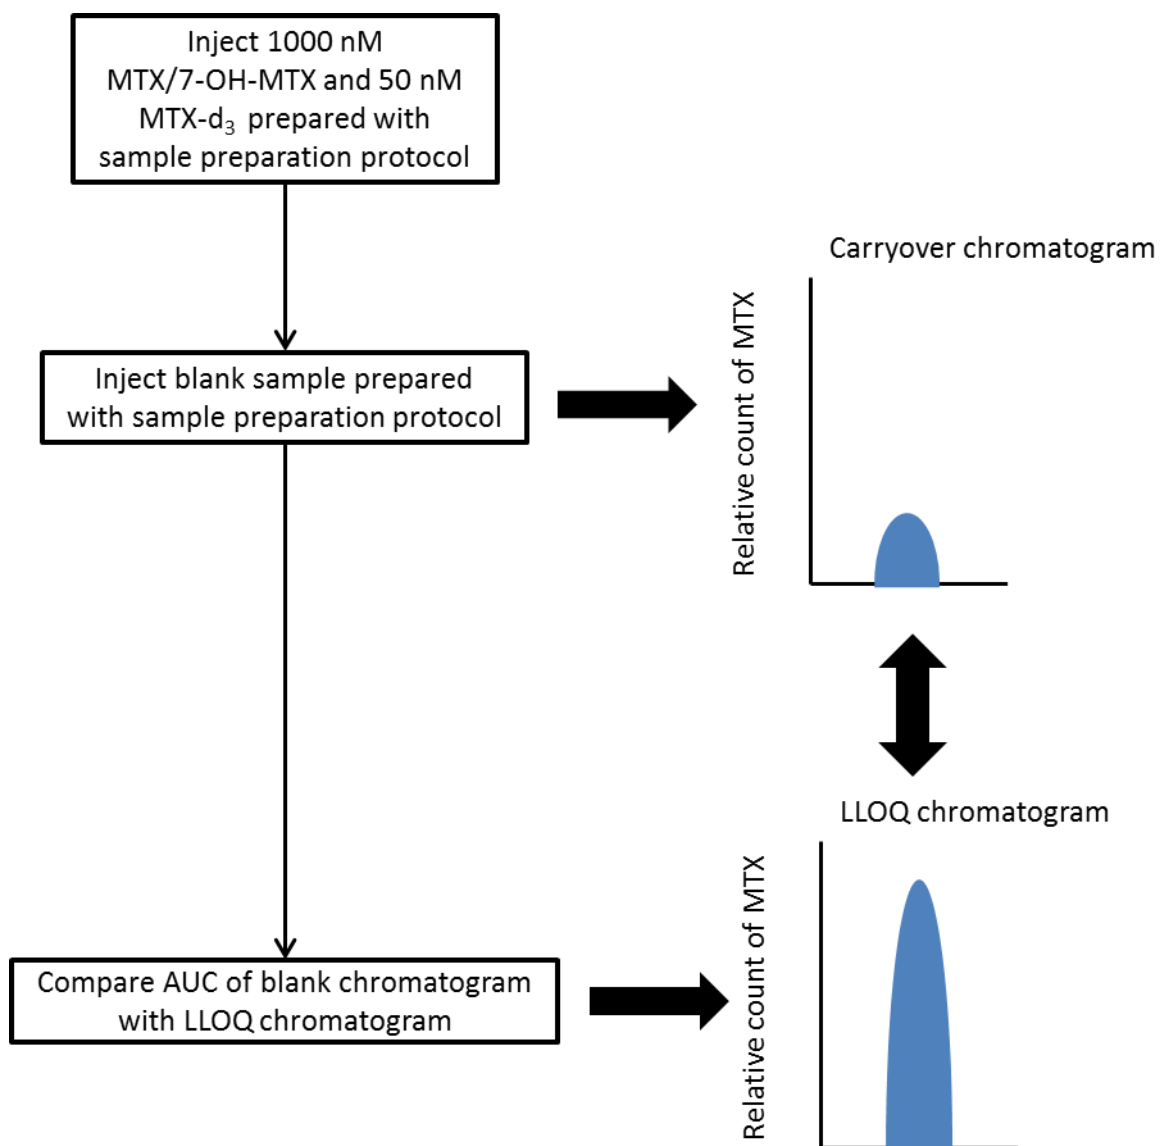 Inject 1000 nM
MTX/7-OH-MTX and 50 nM
MTX-d₃ prepared with
sample preparation protocol
Carryover chromatogram
Relative count of MTX
Inject blank sample prepared
with sample preparation protocol
LLOQ chromatogram
Relative count of MTX
Compare AUC of blank chromatogram
with LLOQ chromatogram